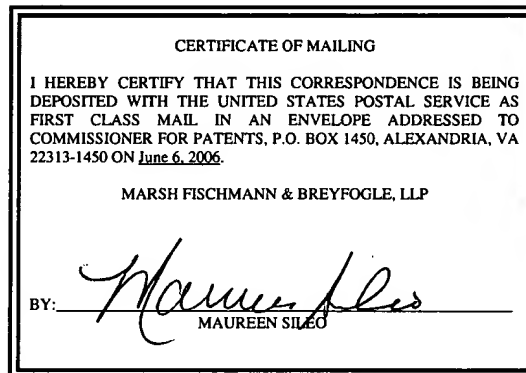 CERTIFICATE OF MAILING
I HEREBY CERTIFY THAT THIS CORRESPONDENCE IS BEING
DEPOSITED WITH THE UNITED STATES POSTAL SERVICE AS
FIRST CLASS MAIL IN AN ENVELOPE ADDRESSED TO
COMMISSIONER FOR PATENTS, P.O. BOX 1450, ALEXANDRIA, VA
22313-1450 ON June 6, 2006.
MARSH FISCHMANN & BREYFOGLE, LLP
BY: Maureen Sileo
MAUREEN SILEO